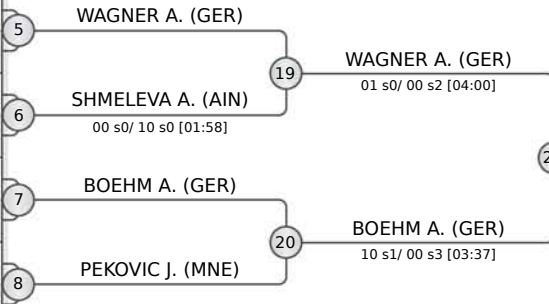 WAGNER A. (GER)
5
19
WAGNER A. (GER)
01 s0/ 00 s2 [04:00]
SHMELEVA A. (AIN)
6
00 s0/ 10 s0 [01:58]
BOEHM A. (GER)
7
20
BOEHM A. (GER)
10 s1/ 00 s3 [03:37]
PEKOVIC J. (MNE)
8